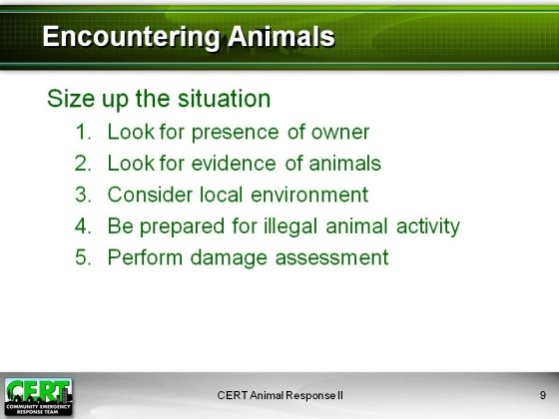 Encountering Animals
Size up the situation
1. Look for presence of owner
2. Look for evidence of animals
3. Consider local environment
4. Be prepared for illegal animal activity
5. Perform damage assessment
CERT
COMMUNITY EMERGENCY
RESPONSE TEAM
CERT Animal Response II
9